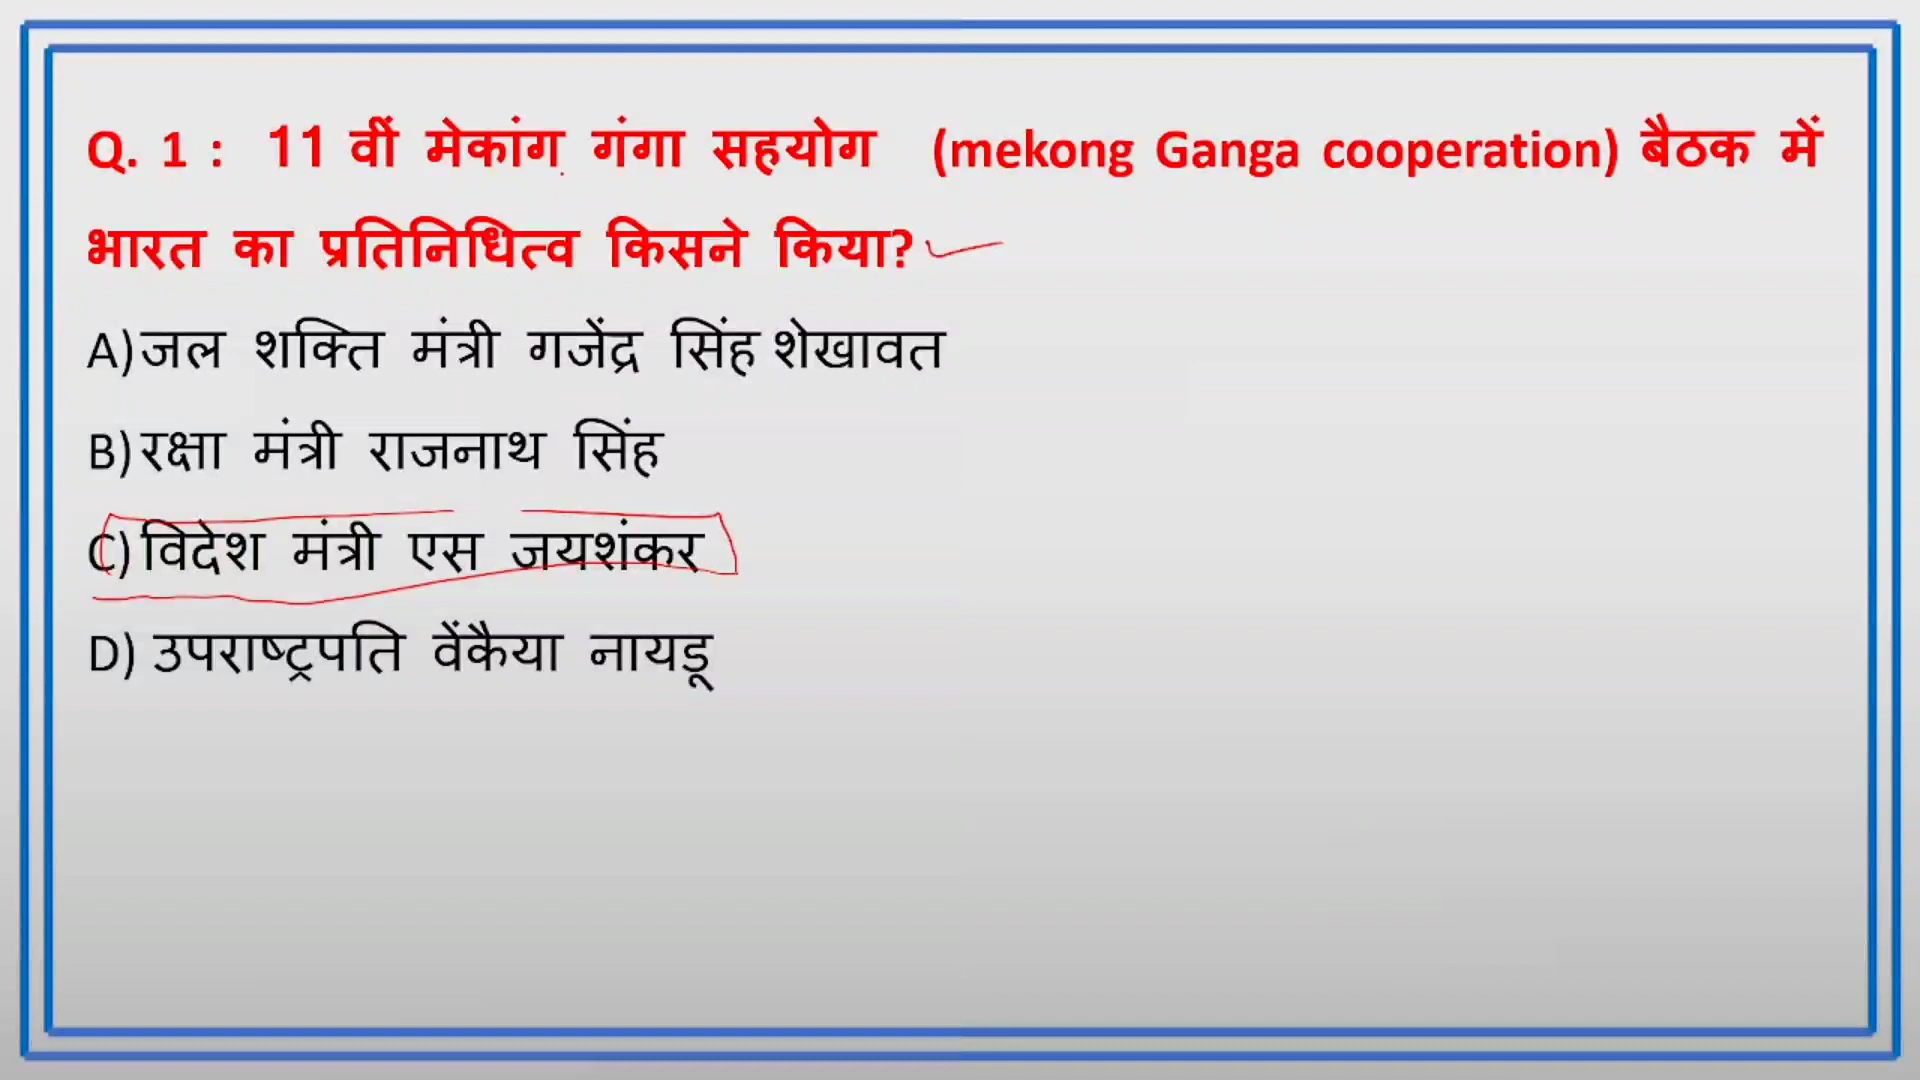 Q. 1 : 11 वीं मेकांग गंगा सहयोग (mekong Ganga cooperation) बैठक में
भारत का प्रतिनिधित्व किसने किया?
A)जल शक्ति मंत्री गजेंद्र सिंह शेखावत
B)रक्षा मंत्री राजनाथ सिंह
C)विदेश मंत्री एस जयशंकर
D) उपराष्ट्रपति वेंकैया नायडू